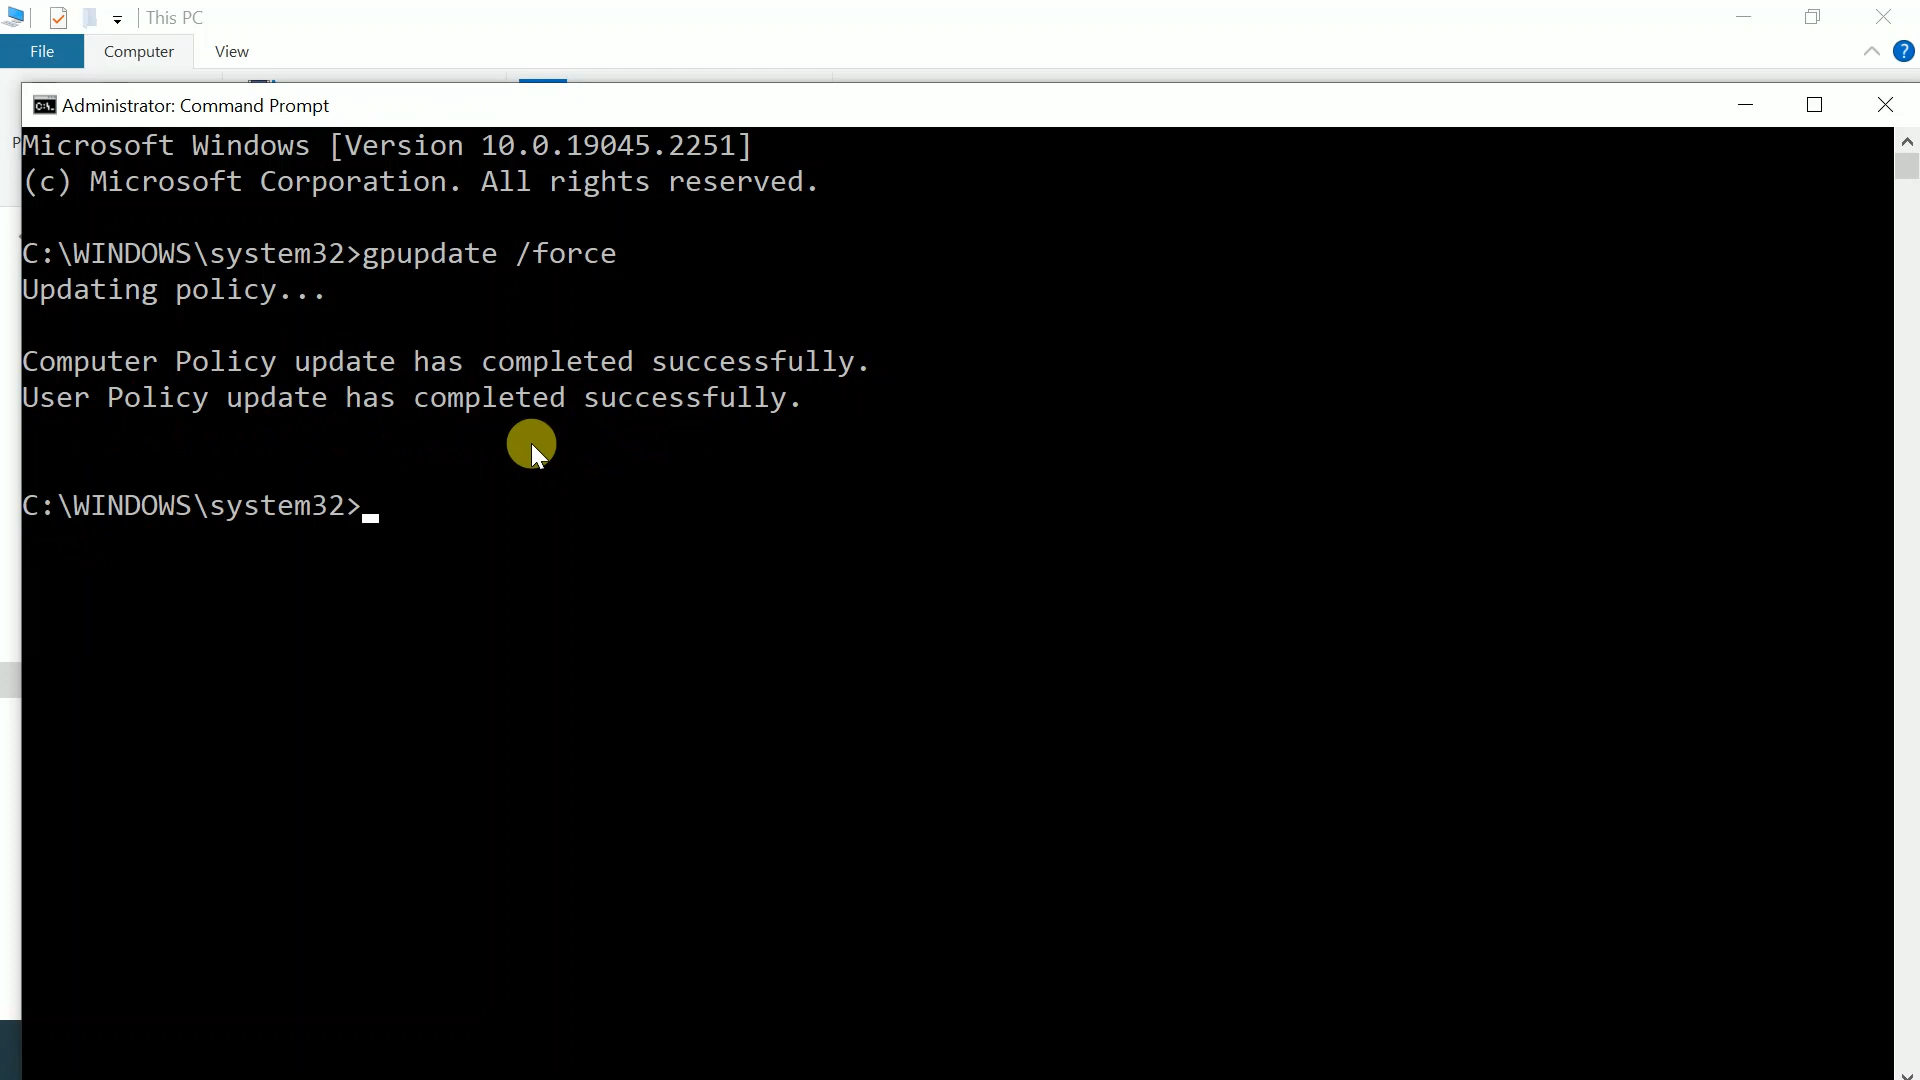 This PC
File Computer View
?
Administrator: Command Prompt
Microsoft Windows [Version 10.0.19045.2251]
(c) Microsoft Corporation. All rights reserved.
C:\WINDOWS\system32>gpupdate /force
Updating policy...
Computer Policy update has completed successfully.
User Policy update has completed successfully.
C:\WINDOWS\system32>